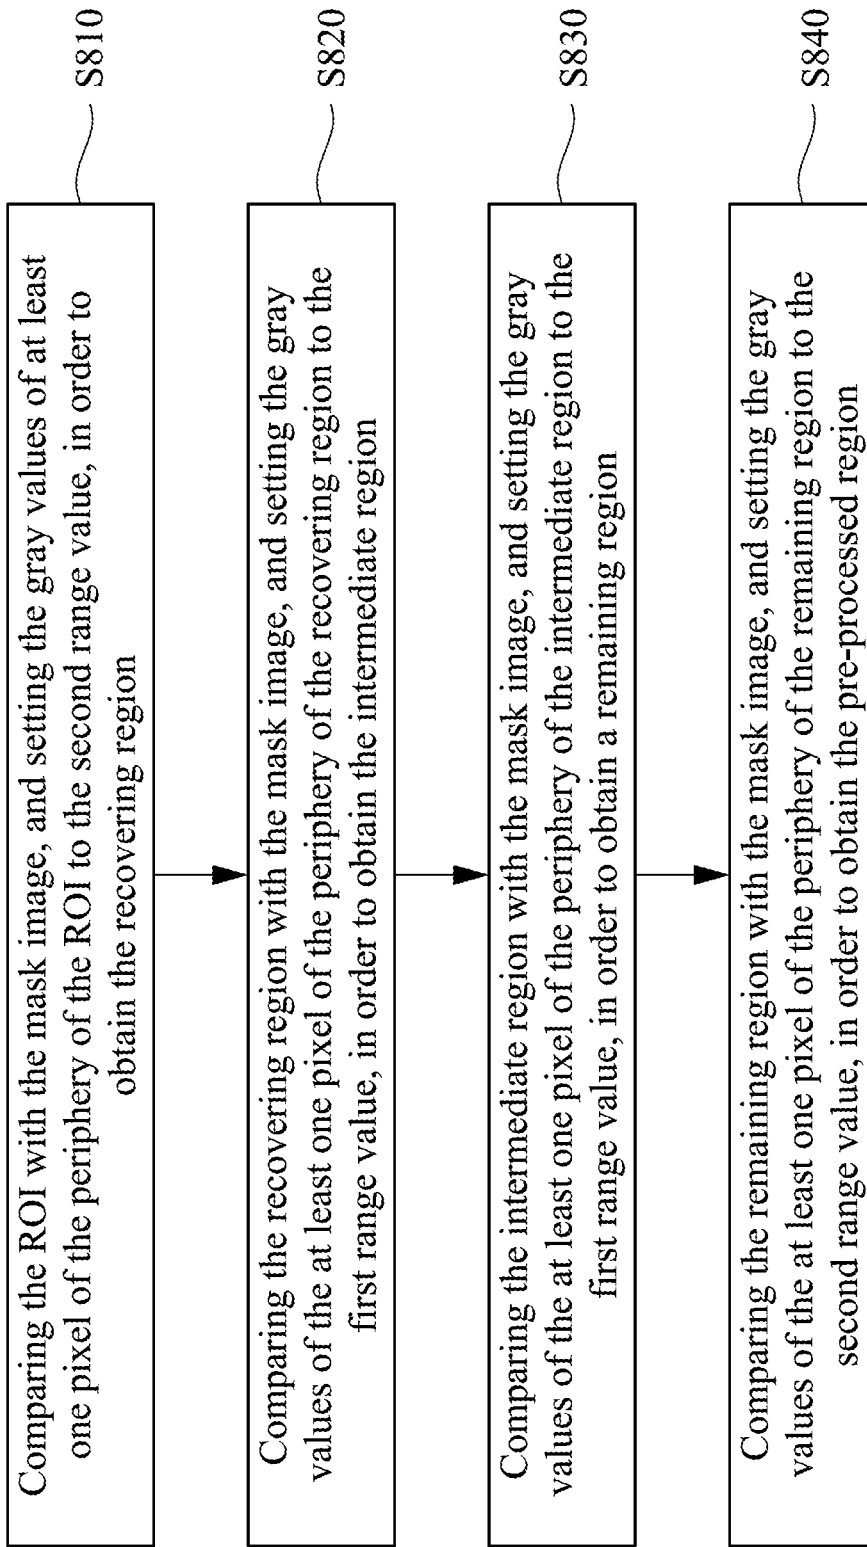 Comparing the ROI with the mask image, and setting the gray values of at least
one pixel of the periphery of the ROI to the second range value, in order to
obtain the recovering region
S810
Comparing the recovering region with the mask image, and setting the gray
values of the at least one pixel of the periphery of the recovering region to the
first range value, in order to obtain the intermediate region
S820
Comparing the intermediate region with the mask image, and setting the gray
values of the at least one pixel of the periphery of the intermediate region to the
first range value, in order to obtain a remaining region
S830
Comparing the remaining region with the mask image, and setting the gray
values of the at least one pixel of the periphery of the remaining region to the
second range value, in order to obtain the pre-processed region
S840